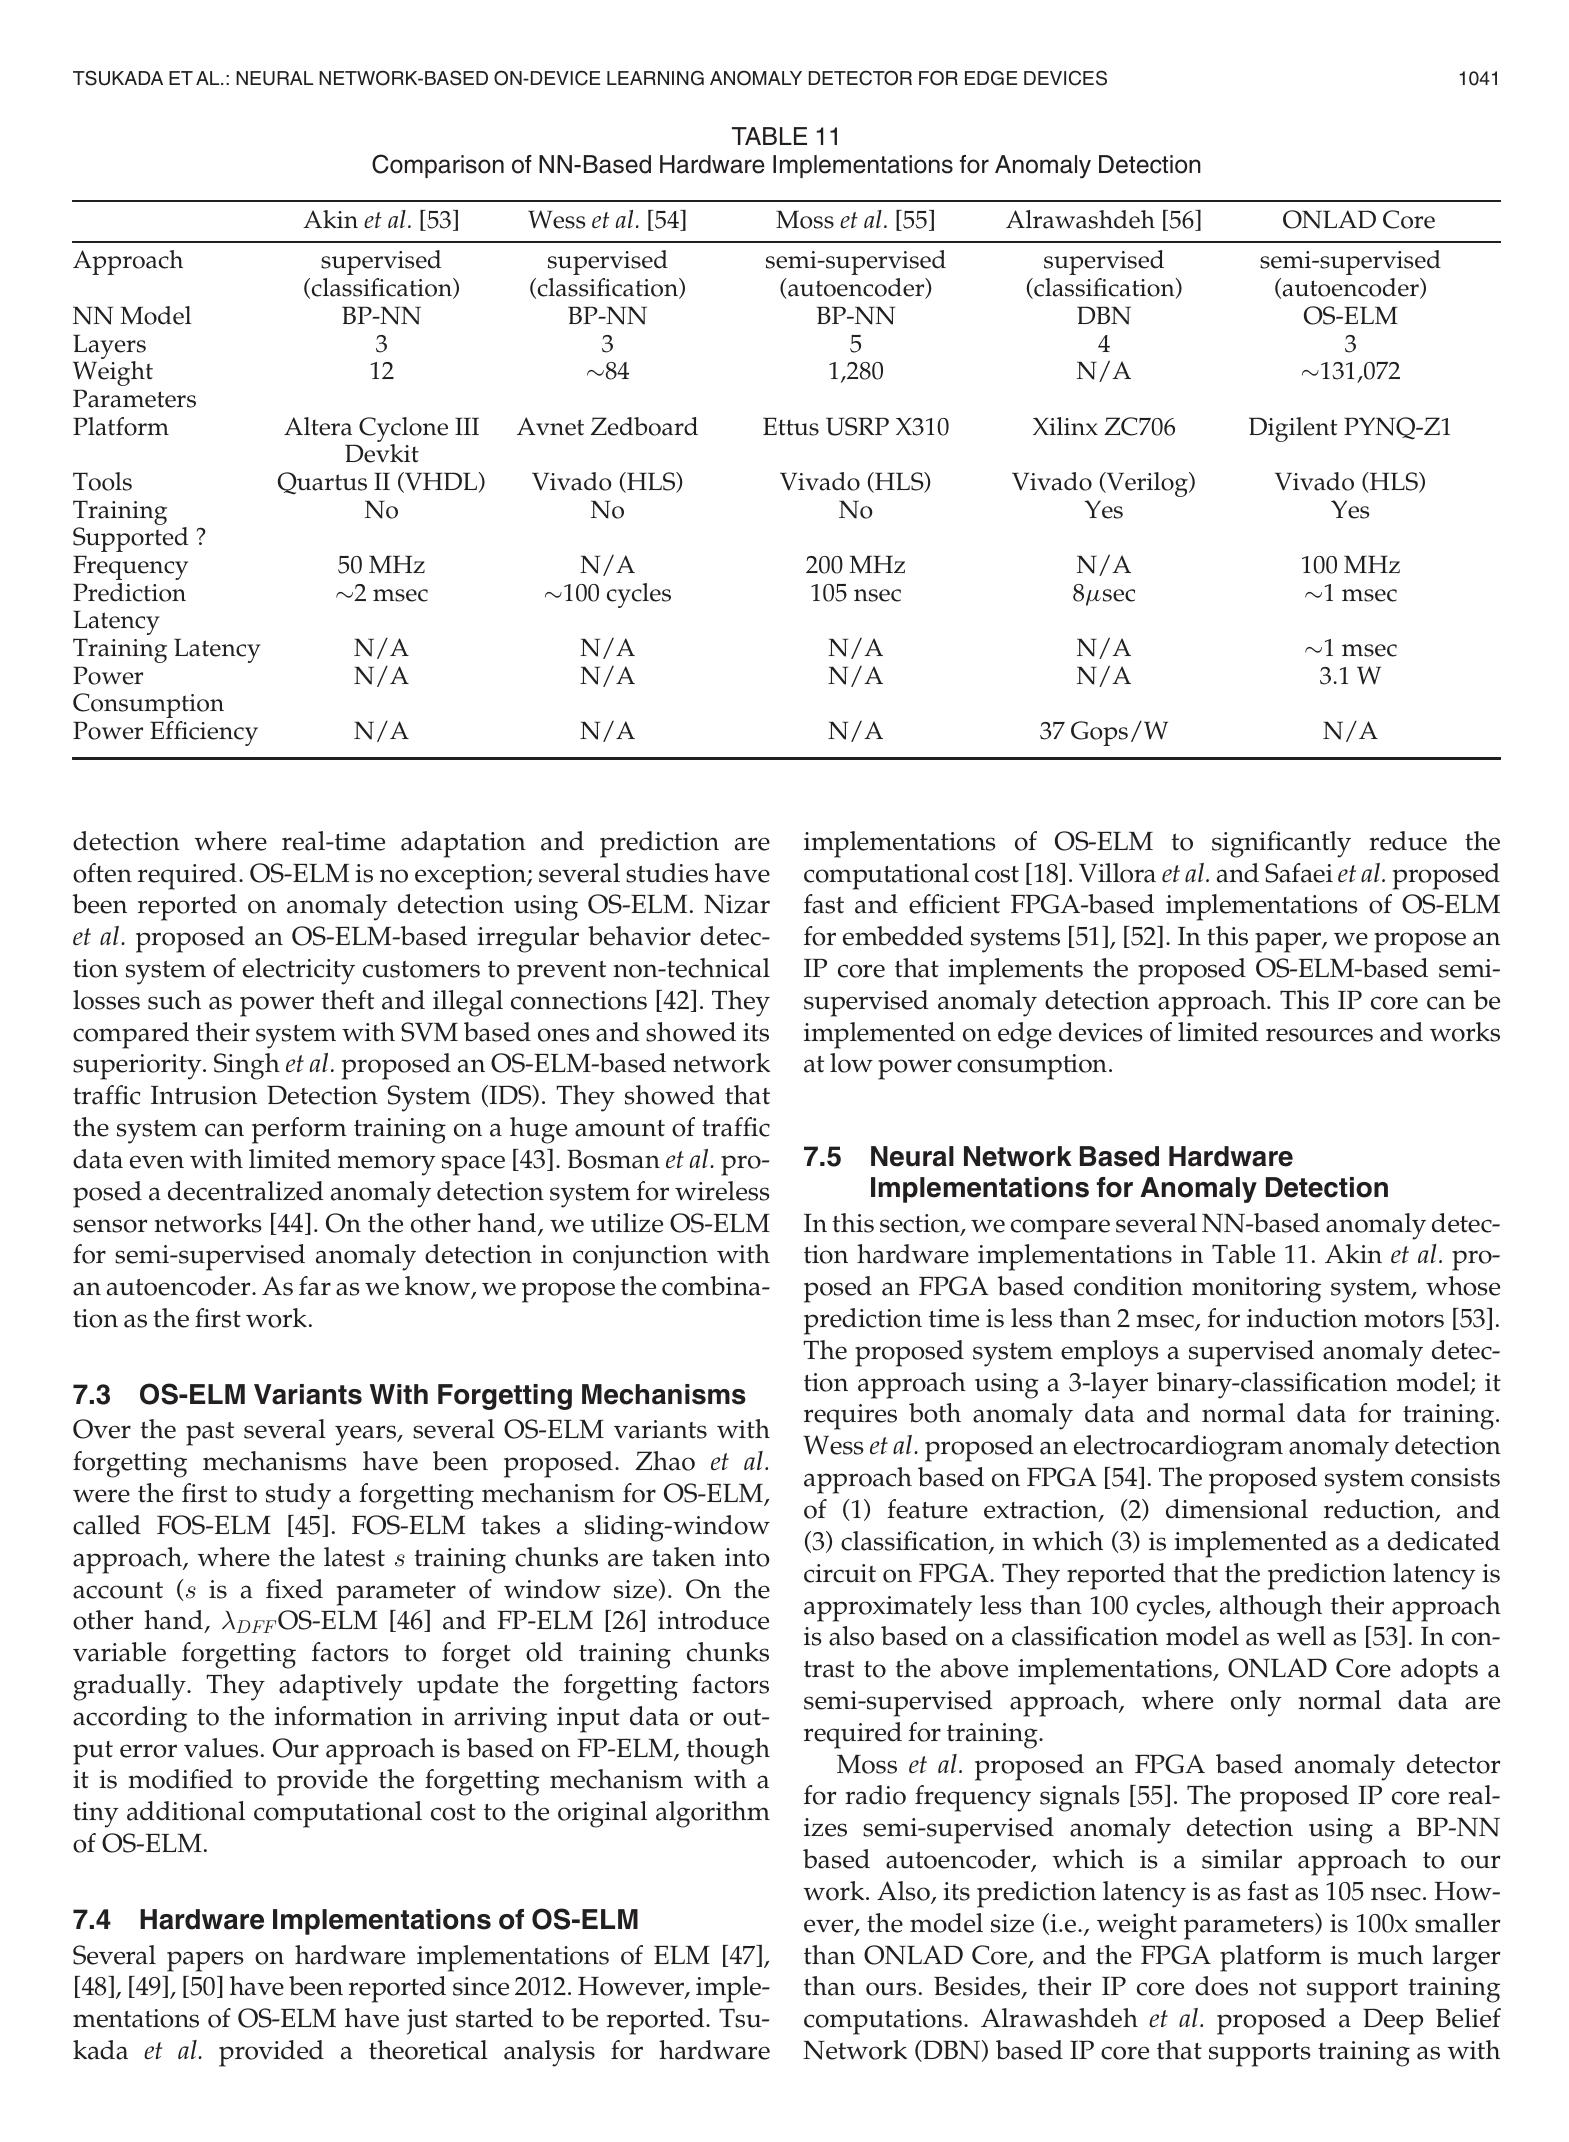 TSUKADA ET AL.: NEURAL NETWORK-BASED ON-DEVICE LEARNING ANOMALY DETECTOR FOR EDGE DEVICES 1041
TABLE 11
Comparison of NN-Based Hardware Implementations for Anomaly Detection
Akin et al. [53] Wess et al. [54] Moss et al. [55] Alrawashdeh [56] ONLAD Core
Approach supervised supervised semi-supervised supervised semi-supervised
(classification) (classification) (autoencoder) (classification) (autoencoder)
NN Model BP-NN BP-NN BP-NN DBN OS-ELM
Layers 3 3 5 4 3
Weight 12 ~84 1,280 N/A ~131,072
Parameters
Platform Altera Cyclone III Avnet Zedboard Ettus USRP X310 Xilinx ZC706 Digilent PYNQ-Z1
Devkit
Tools Quartus II (VHDL) Vivado (HLS) Vivado (HLS) Vivado (Verilog) Vivado (HLS)
Training No No No Yes Yes
Supported ?
Frequency 50 MHz N/A 200 MHz N/A 100 MHz
Prediction ~2 msec ~100 cycles 105 nsec 8μsec ~1 msec
Latency
Training Latency N/A N/A N/A N/A ~1 msec
Power N/A N/A N/A N/A 3.1 W
Consumption
Power Efficiency N/A N/A N/A 37 Gops/W N/A
detection where real-time adaptation and prediction are
often required. OS-ELM is no exception; several studies have
been reported on anomaly detection using OS-ELM. Nizar
et al. proposed an OS-ELM-based irregular behavior detec-
tion system of electricity customers to prevent non-technical
losses such as power theft and illegal connections [42]. They
compared their system with SVM based ones and showed its
superiority. Singh et al. proposed an OS-ELM-based network
traffic Intrusion Detection System (IDS). They showed that
the system can perform training on a huge amount of traffic
data even with limited memory space [43]. Bosman et al. pro-
posed a decentralized anomaly detection system for wireless
sensor networks [44]. On the other hand, we utilize OS-ELM
for semi-supervised anomaly detection in conjunction with
an autoencoder. As far as we know, we propose the combina-
tion as the first work.
7.3 OS-ELM Variants With Forgetting Mechanisms
Over the past several years, several OS-ELM variants with
forgetting mechanisms have been proposed. Zhao et al.
were the first to study a forgetting mechanism for OS-ELM,
called FOS-ELM [45]. FOS-ELM takes a sliding-window
approach, where the latest s training chunks are taken into
account (s is a fixed parameter of window size). On the
other hand, λDFFOS-ELM [46] and FP-ELM [26] introduce
variable forgetting factors to forget old training chunks
gradually. They adaptively update the forgetting factors
according to the information in arriving input data or out-
put error values. Our approach is based on FP-ELM, though
it is modified to provide the forgetting mechanism with a
tiny additional computational cost to the original algorithm
of OS-ELM.
7.4 Hardware Implementations of OS-ELM
Several papers on hardware implementations of ELM [47],
[48], [49], [50] have been reported since 2012. However, imple-
mentations of OS-ELM have just started to be reported. Tsu-
kada et al. provided a theoretical analysis for hardware
implementations of OS-ELM to significantly reduce the
computational cost [18]. Villora et al. and Safaei et al. proposed
fast and efficient FPGA-based implementations of OS-ELM
for embedded systems [51], [52]. In this paper, we propose an
IP core that implements the proposed OS-ELM-based semi-
supervised anomaly detection approach. This IP core can be
implemented on edge devices of limited resources and works
at low power consumption.
7.5 Neural Network Based Hardware
Implementations for Anomaly Detection
In this section, we compare several NN-based anomaly detec-
tion hardware implementations in Table 11. Akin et al. pro-
posed an FPGA based condition monitoring system, whose
prediction time is less than 2 msec, for induction motors [53].
The proposed system employs a supervised anomaly detec-
tion approach using a 3-layer binary-classification model; it
requires both anomaly data and normal data for training.
Wess et al. proposed an electrocardiogram anomaly detection
approach based on FPGA [54]. The proposed system consists
of (1) feature extraction, (2) dimensional reduction, and
(3) classification, in which (3) is implemented as a dedicated
circuit on FPGA. They reported that the prediction latency is
approximately less than 100 cycles, although their approach
is also based on a classification model as well as [53]. In con-
trast to the above implementations, ONLAD Core adopts a
semi-supervised approach, where only normal data are
required for training.
Moss et al. proposed an FPGA based anomaly detector
for radio frequency signals [55]. The proposed IP core real-
izes semi-supervised anomaly detection using a BP-NN
based autoencoder, which is a similar approach to our
work. Also, its prediction latency is as fast as 105 nsec. How-
ever, the model size (i.e., weight parameters) is 100x smaller
than ONLAD Core, and the FPGA platform is much larger
than ours. Besides, their IP core does not support training
computations. Alrawashdeh et al. proposed a Deep Belief
Network (DBN) based IP core that supports training as with